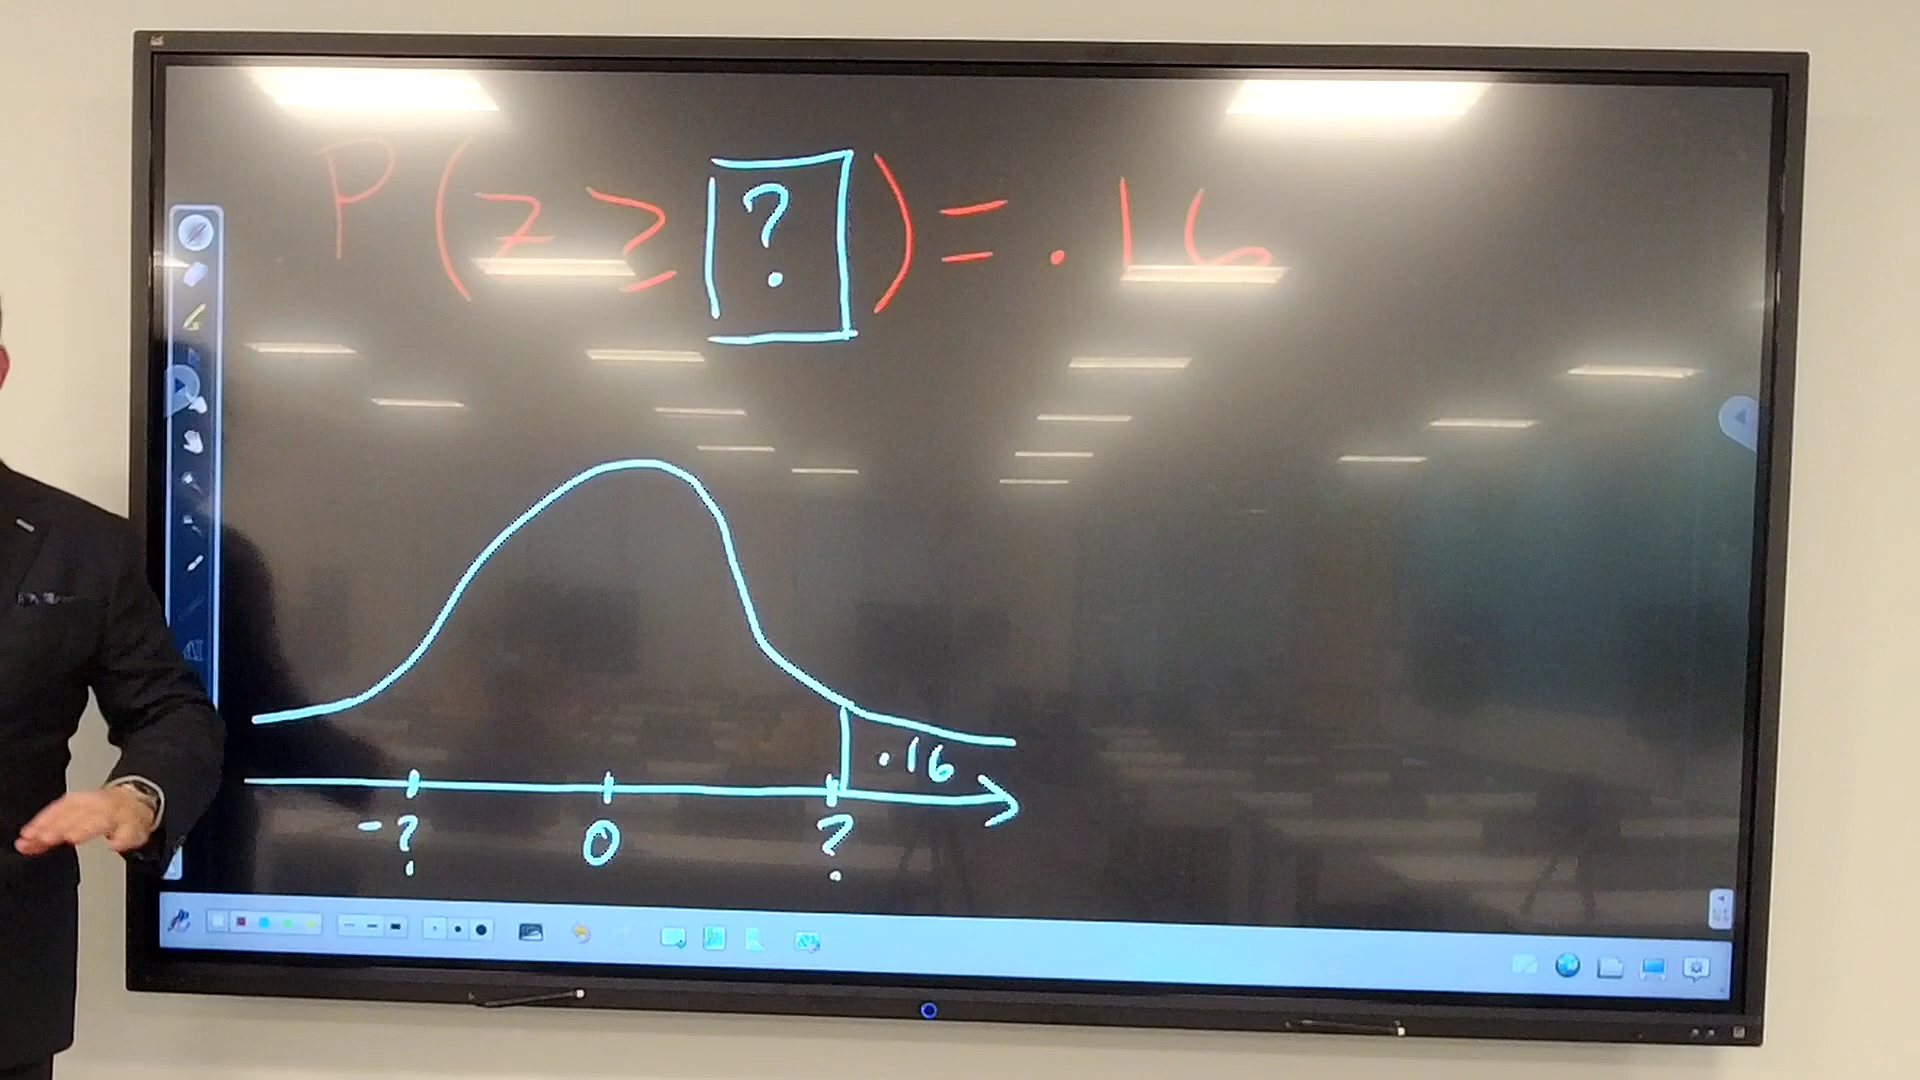 P(z ≥ ?) = .16
.16
-? 0 ?